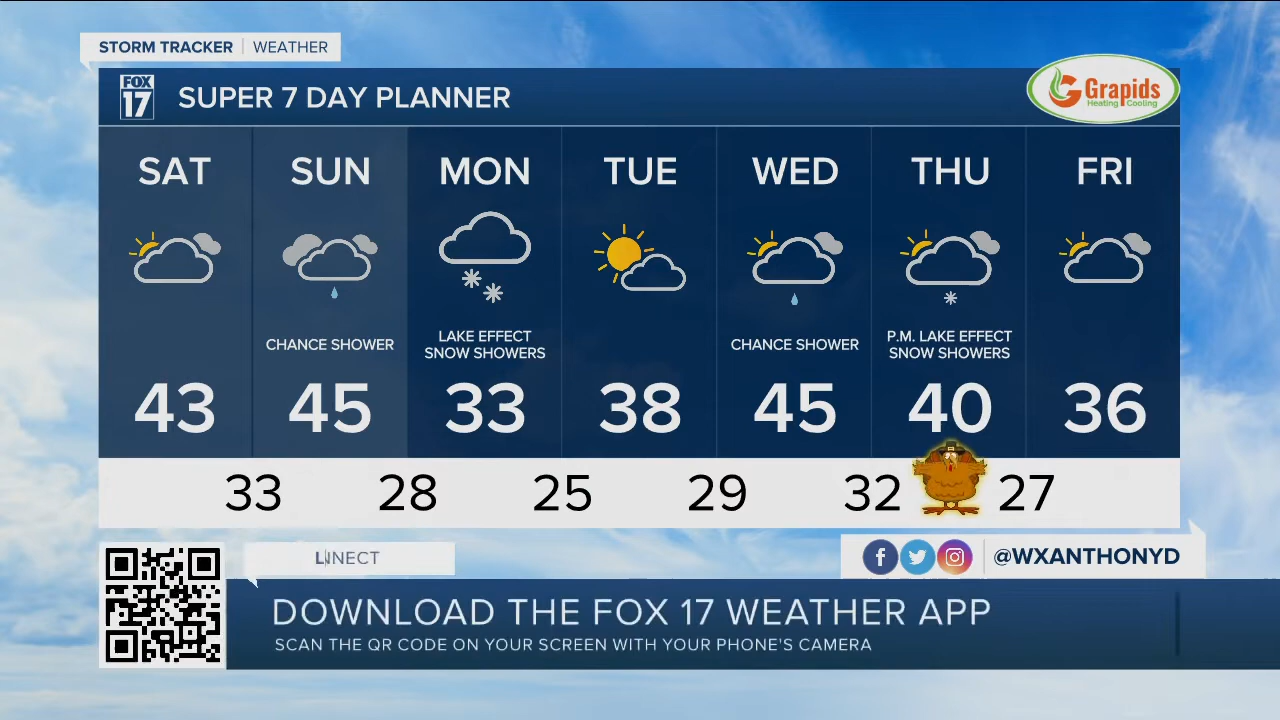 STORM TRACKER | WEATHER
FOX 17
SUPER 7 DAY PLANNER
Grapids
Heating Cooling
SAT SUN MON TUE WED THU FRI
CHANCE SHOWER
LAKE EFFECT
SNOW SHOWERS
CHANCE SHOWER
P.M. LAKE EFFECT
SNOW SHOWERS
43 45 33 38 45 40 36
33 28 25 29 32 27
@WXANTHONYD
DOWNLOAD THE FOX 17 WEATHER APP
SCAN THE QR CODE ON YOUR SCREEN WITH YOUR PHONE'S CAMERA